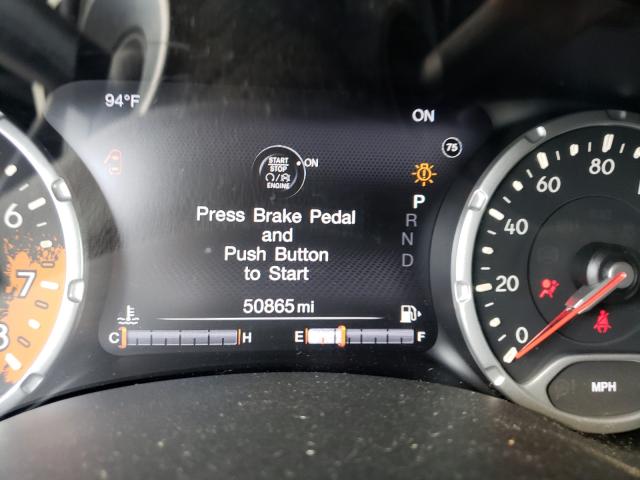 94°F
ON
75
START
STOP
ENGINE
ON
Press Brake Pedal
and
Push Button
to Start
P
R
N
D
50865 mi
C H
E F
6
7
8
80
60
40
20
0
MPH